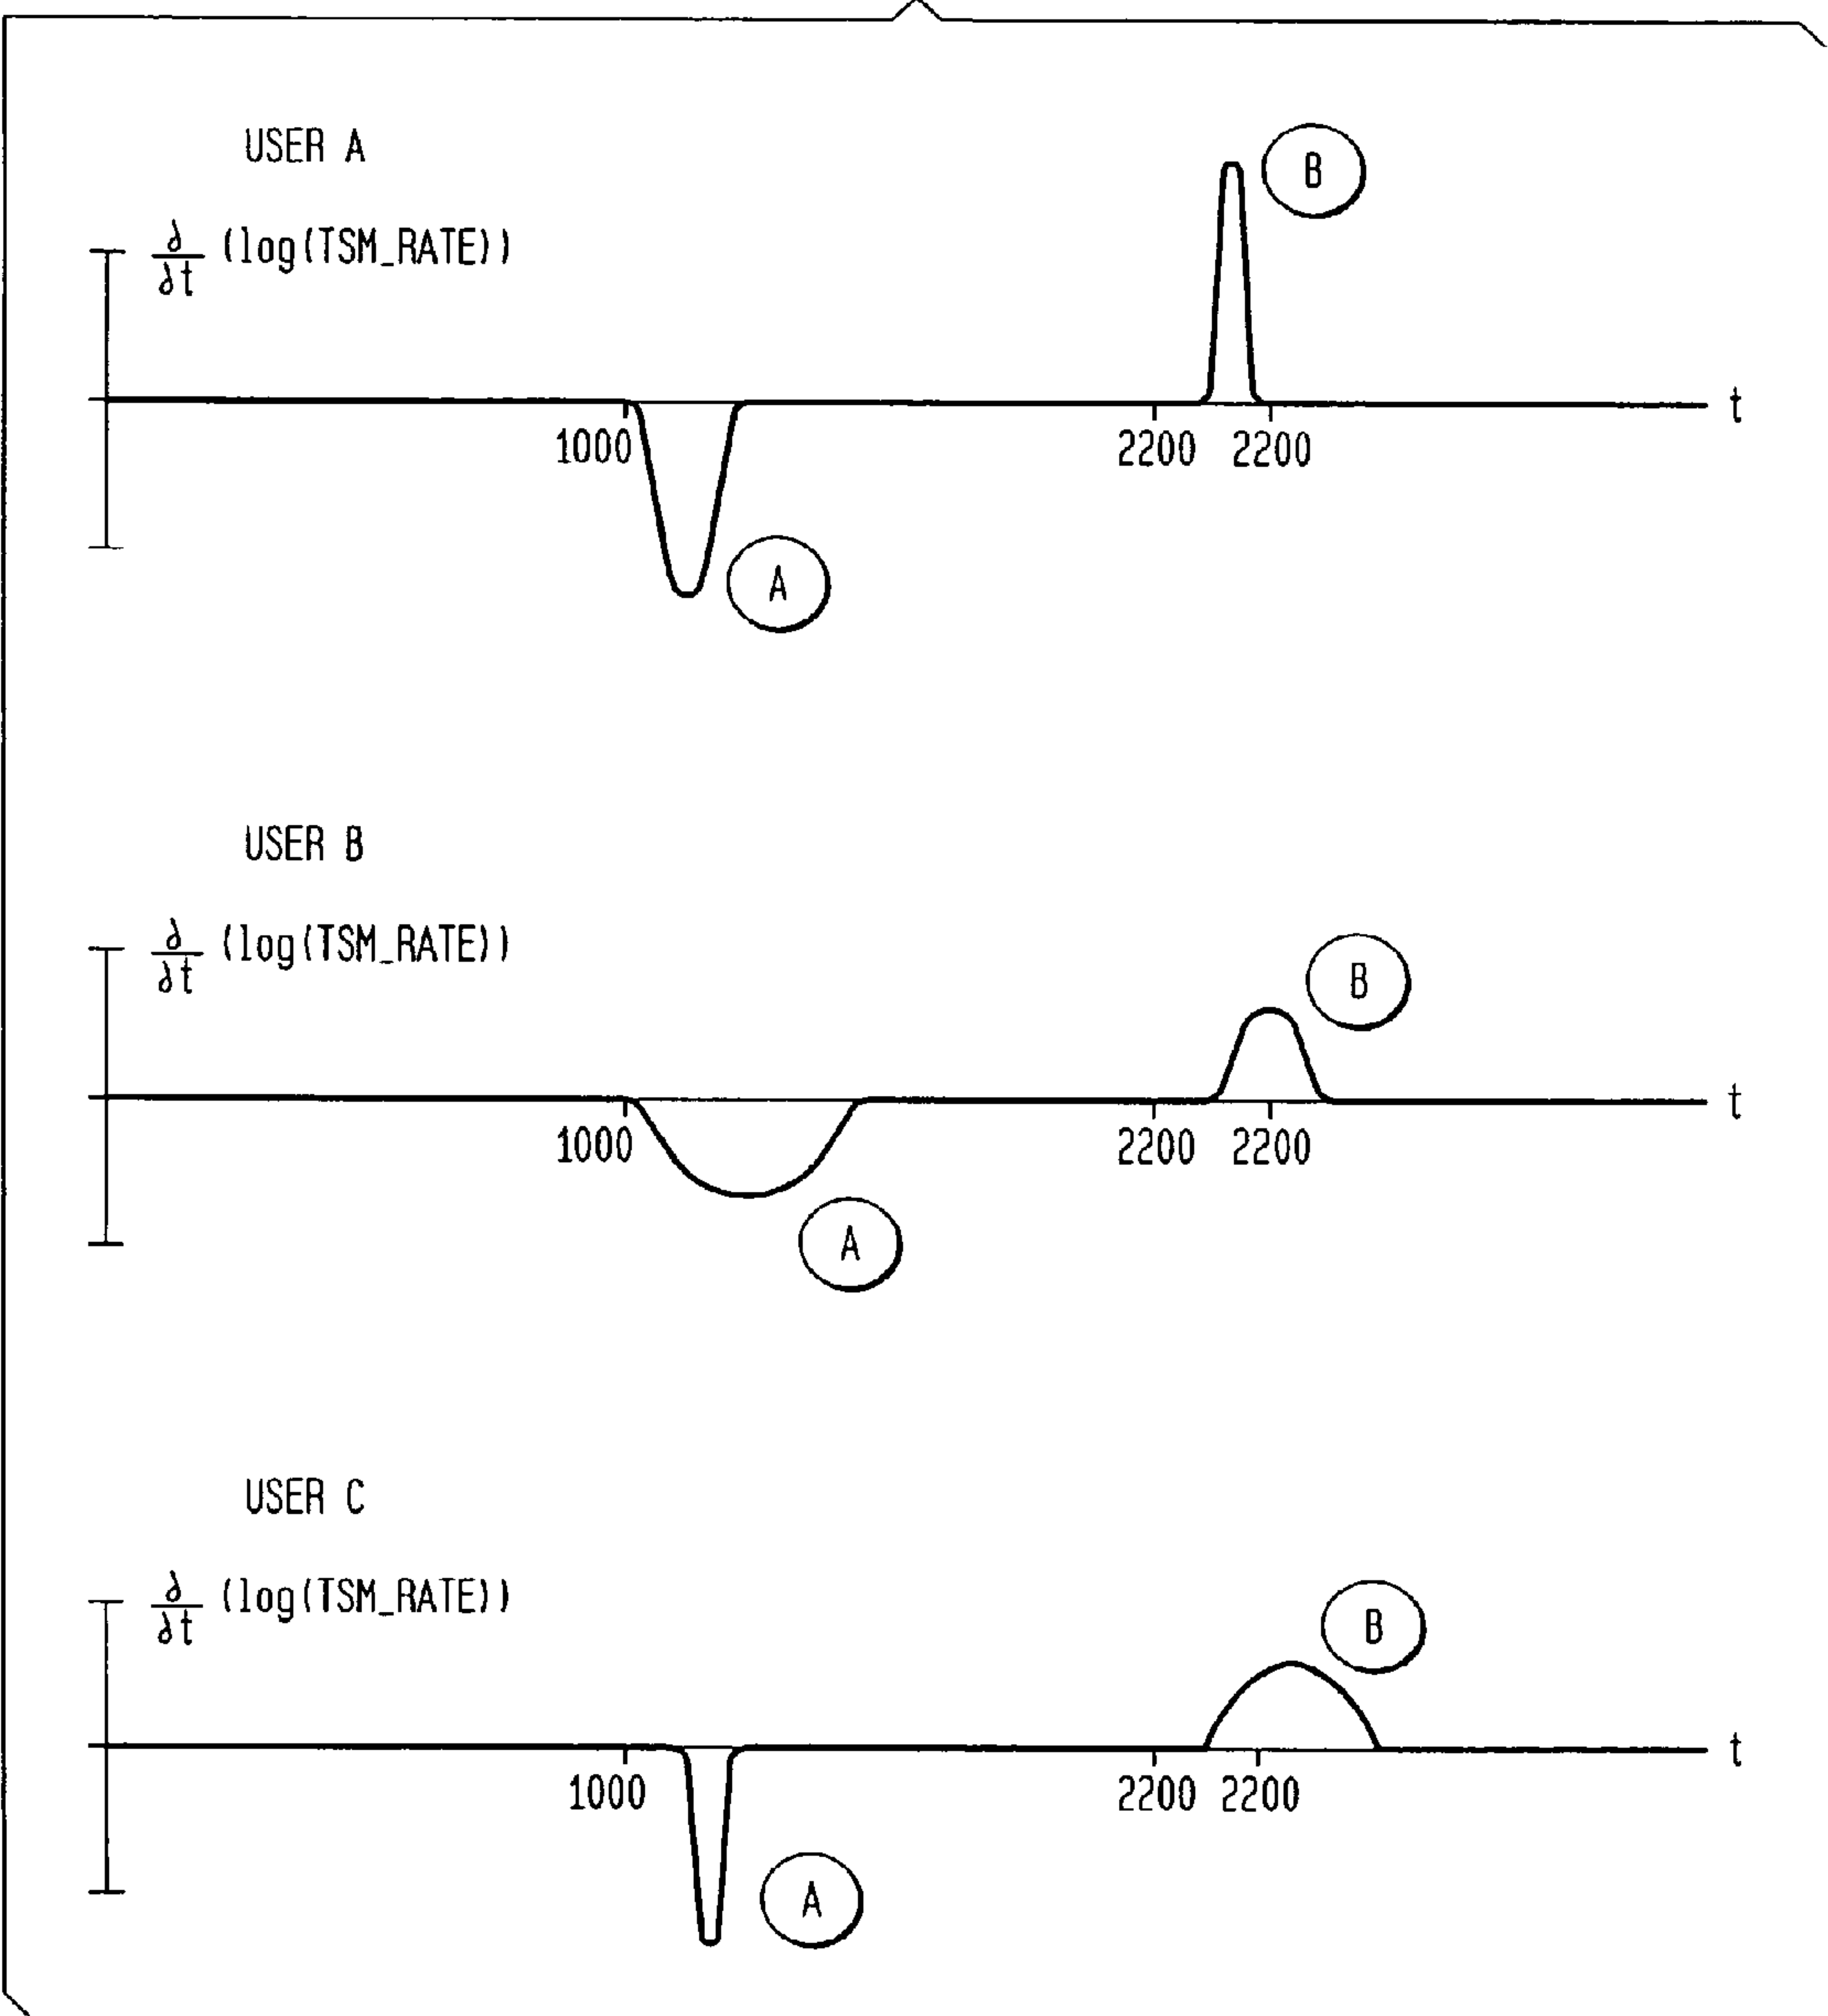 USER A
∂/∂t (log(TSM_RATE))
B
t
1000
2200 2200
A
USER B
∂/∂t (log(TSM_RATE))
B
t
1000
2200 2200
A
USER C
∂/∂t (log(TSM_RATE))
B
t
1000
2200 2200
A